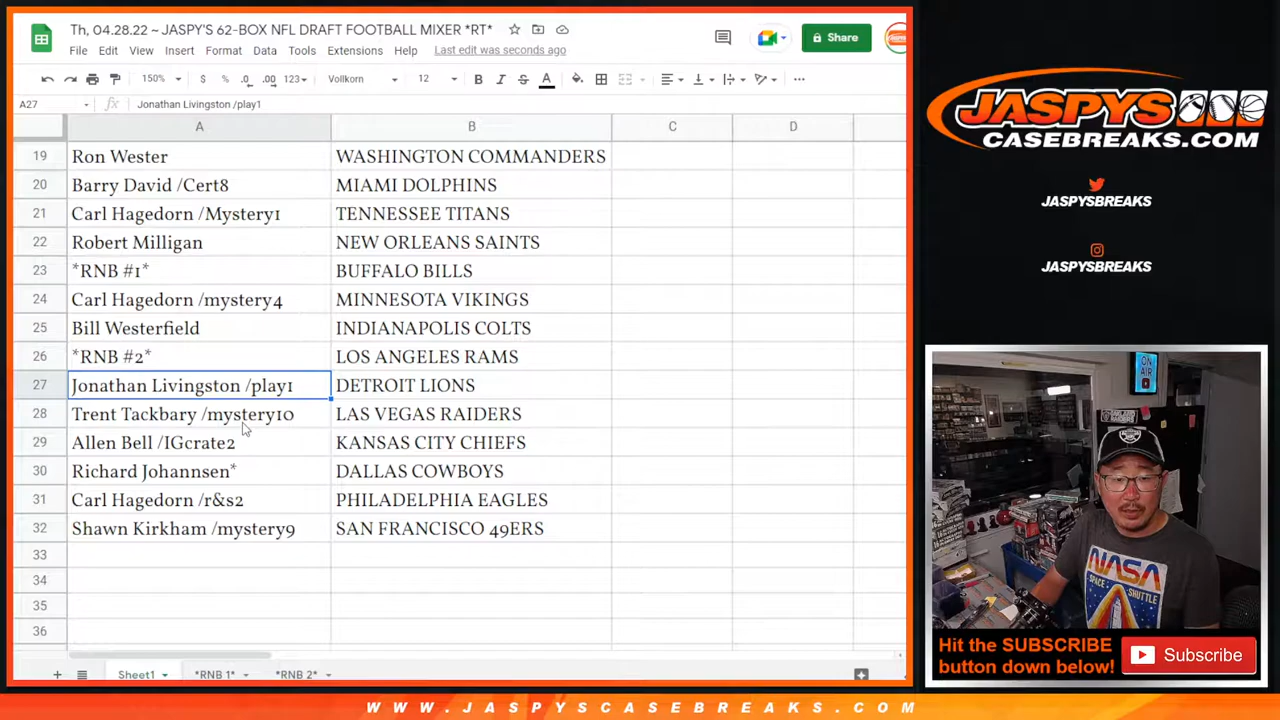 Th, 04.28.22 ~ JASPY'S 62-BOX NFL DRAFT FOOTBALL MIXER *RT*
File Edit View Insert Format Data Tools Extensions Help Last edit was seconds ago
Share
150% $ % .0 .00 123 Vollkorn 12 B I S A
A27 fx Jonathan Livingston /play1
A B C D
19 Ron Wester WASHINGTON COMMANDERS
20 Barry David /Cert8 MIAMI DOLPHINS
21 Carl Hagedorn /Mystery1 TENNESSEE TITANS
22 Robert Milligan NEW ORLEANS SAINTS
23 *RNB #1* BUFFALO BILLS
24 Carl Hagedorn /mystery4 MINNESOTA VIKINGS
25 Bill Westerfield INDIANAPOLIS COLTS
26 *RNB #2* LOS ANGELES RAMS
27 Jonathan Livingston /play1 DETROIT LIONS
28 Trent Tackbary /mystery10 LAS VEGAS RAIDERS
29 Allen Bell /IGcrate2 KANSAS CITY CHIEFS
30 Richard Johannsen* DALLAS COWBOYS
31 Carl Hagedorn /r&s2 PHILADELPHIA EAGLES
32 Shawn Kirkham /mystery9 SAN FRANCISCO 49ERS
33
34
35
36
Sheet1 *RNB 1* *RNB 2*
JASPYS
CASEBREAKS.COM
JASPYSBREAKS
JASPYSBREAKS
ON AIR
NASA
SPACE SHUTTLE
Hit the SUBSCRIBE
button down below!
Subscribe
WWW.JASPYSCASEBREAKS.COM